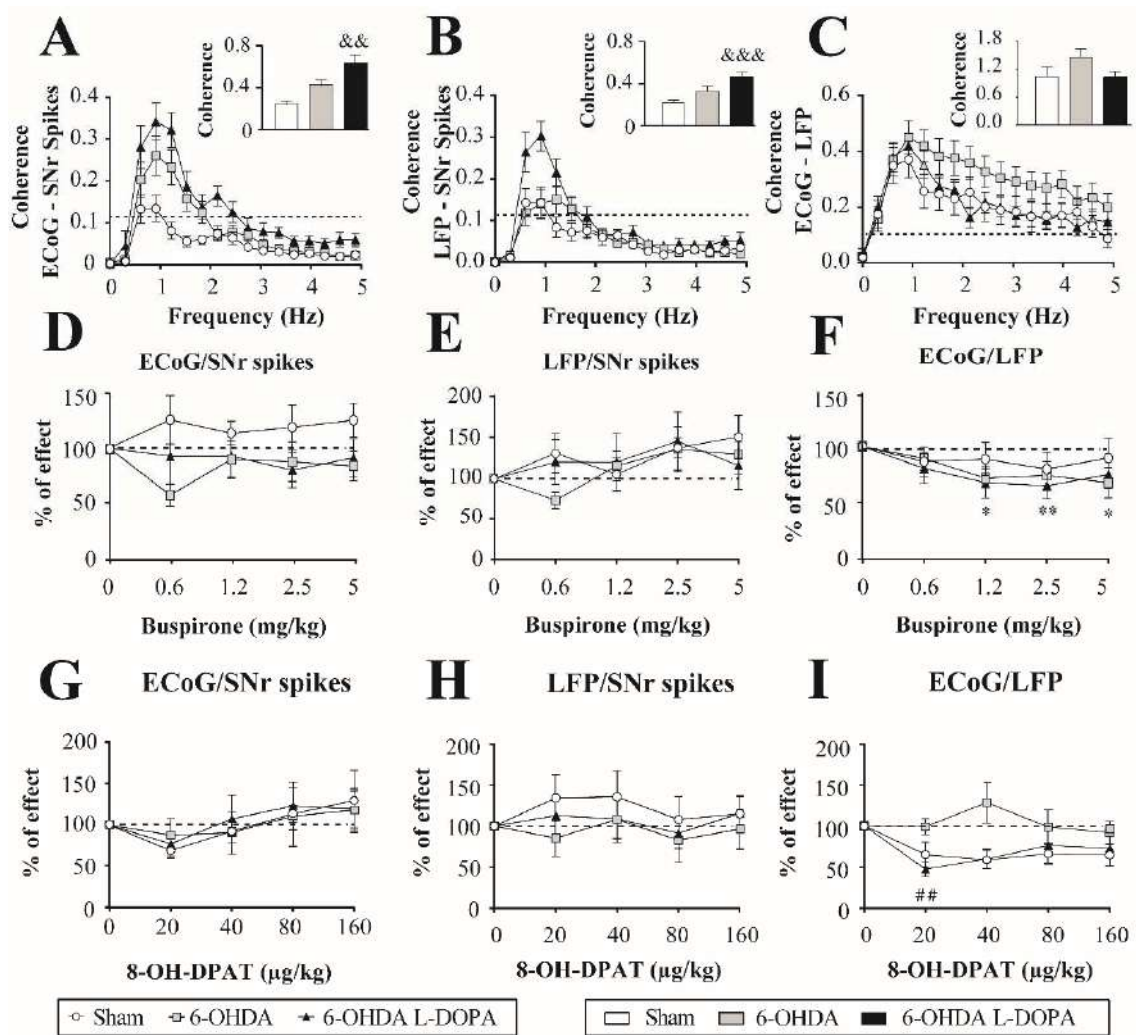 A
&&
0.8
0.4
0
Coherence
0.4
0.3
0.2
0.1
0
Coherence
ECoG - SNr Spikes
0 1 2 3 4 5
Frequency (Hz)
B
&&&
0.8
0.4
0
Coherence
0.4
0.3
0.2
0.1
0.0
Coherence
LFP - SNr Spikes
0 1 2 3 4 5
Frequency (Hz)
C
1.8
1.2
0.6
0.0
Coherence
0.6
0.4
0.2
0.0
Coherence
ECoG - LFP
0 1 2 3 4 5
Frequency (Hz)
D
ECoG/SNr spikes
150
100
50
0
% of effect
0 0.6 1.2 2.5 5
Buspirone (mg/kg)
E
LFP/SNr spikes
200
150
100
50
0
% of effect
0 0.6 1.2 2.5 5
Buspirone (mg/kg)
F
ECoG/LFP
150
100
50
0
% of effect
* ** *
0 0.6 1.2 2.5 5
Buspirone (mg/kg)
G ECoG/SNr spikes
200
150
100
50
0
% of effect
0 20 40 80 160
8-OH-DPAT (µg/kg)
H LFP/SNr spikes
200
150
100
50
0
% of effect
0 20 40 80 160
8-OH-DPAT (µg/kg)
I ECoG/LFP
200
150
100
50
0
% of effect
##
0 20 40 80 160
8-OH-DPAT (µg/kg)
Sham 6-OHDA 6-OHDA L-DOPA
Sham 6-OHDA 6-OHDA L-DOPA